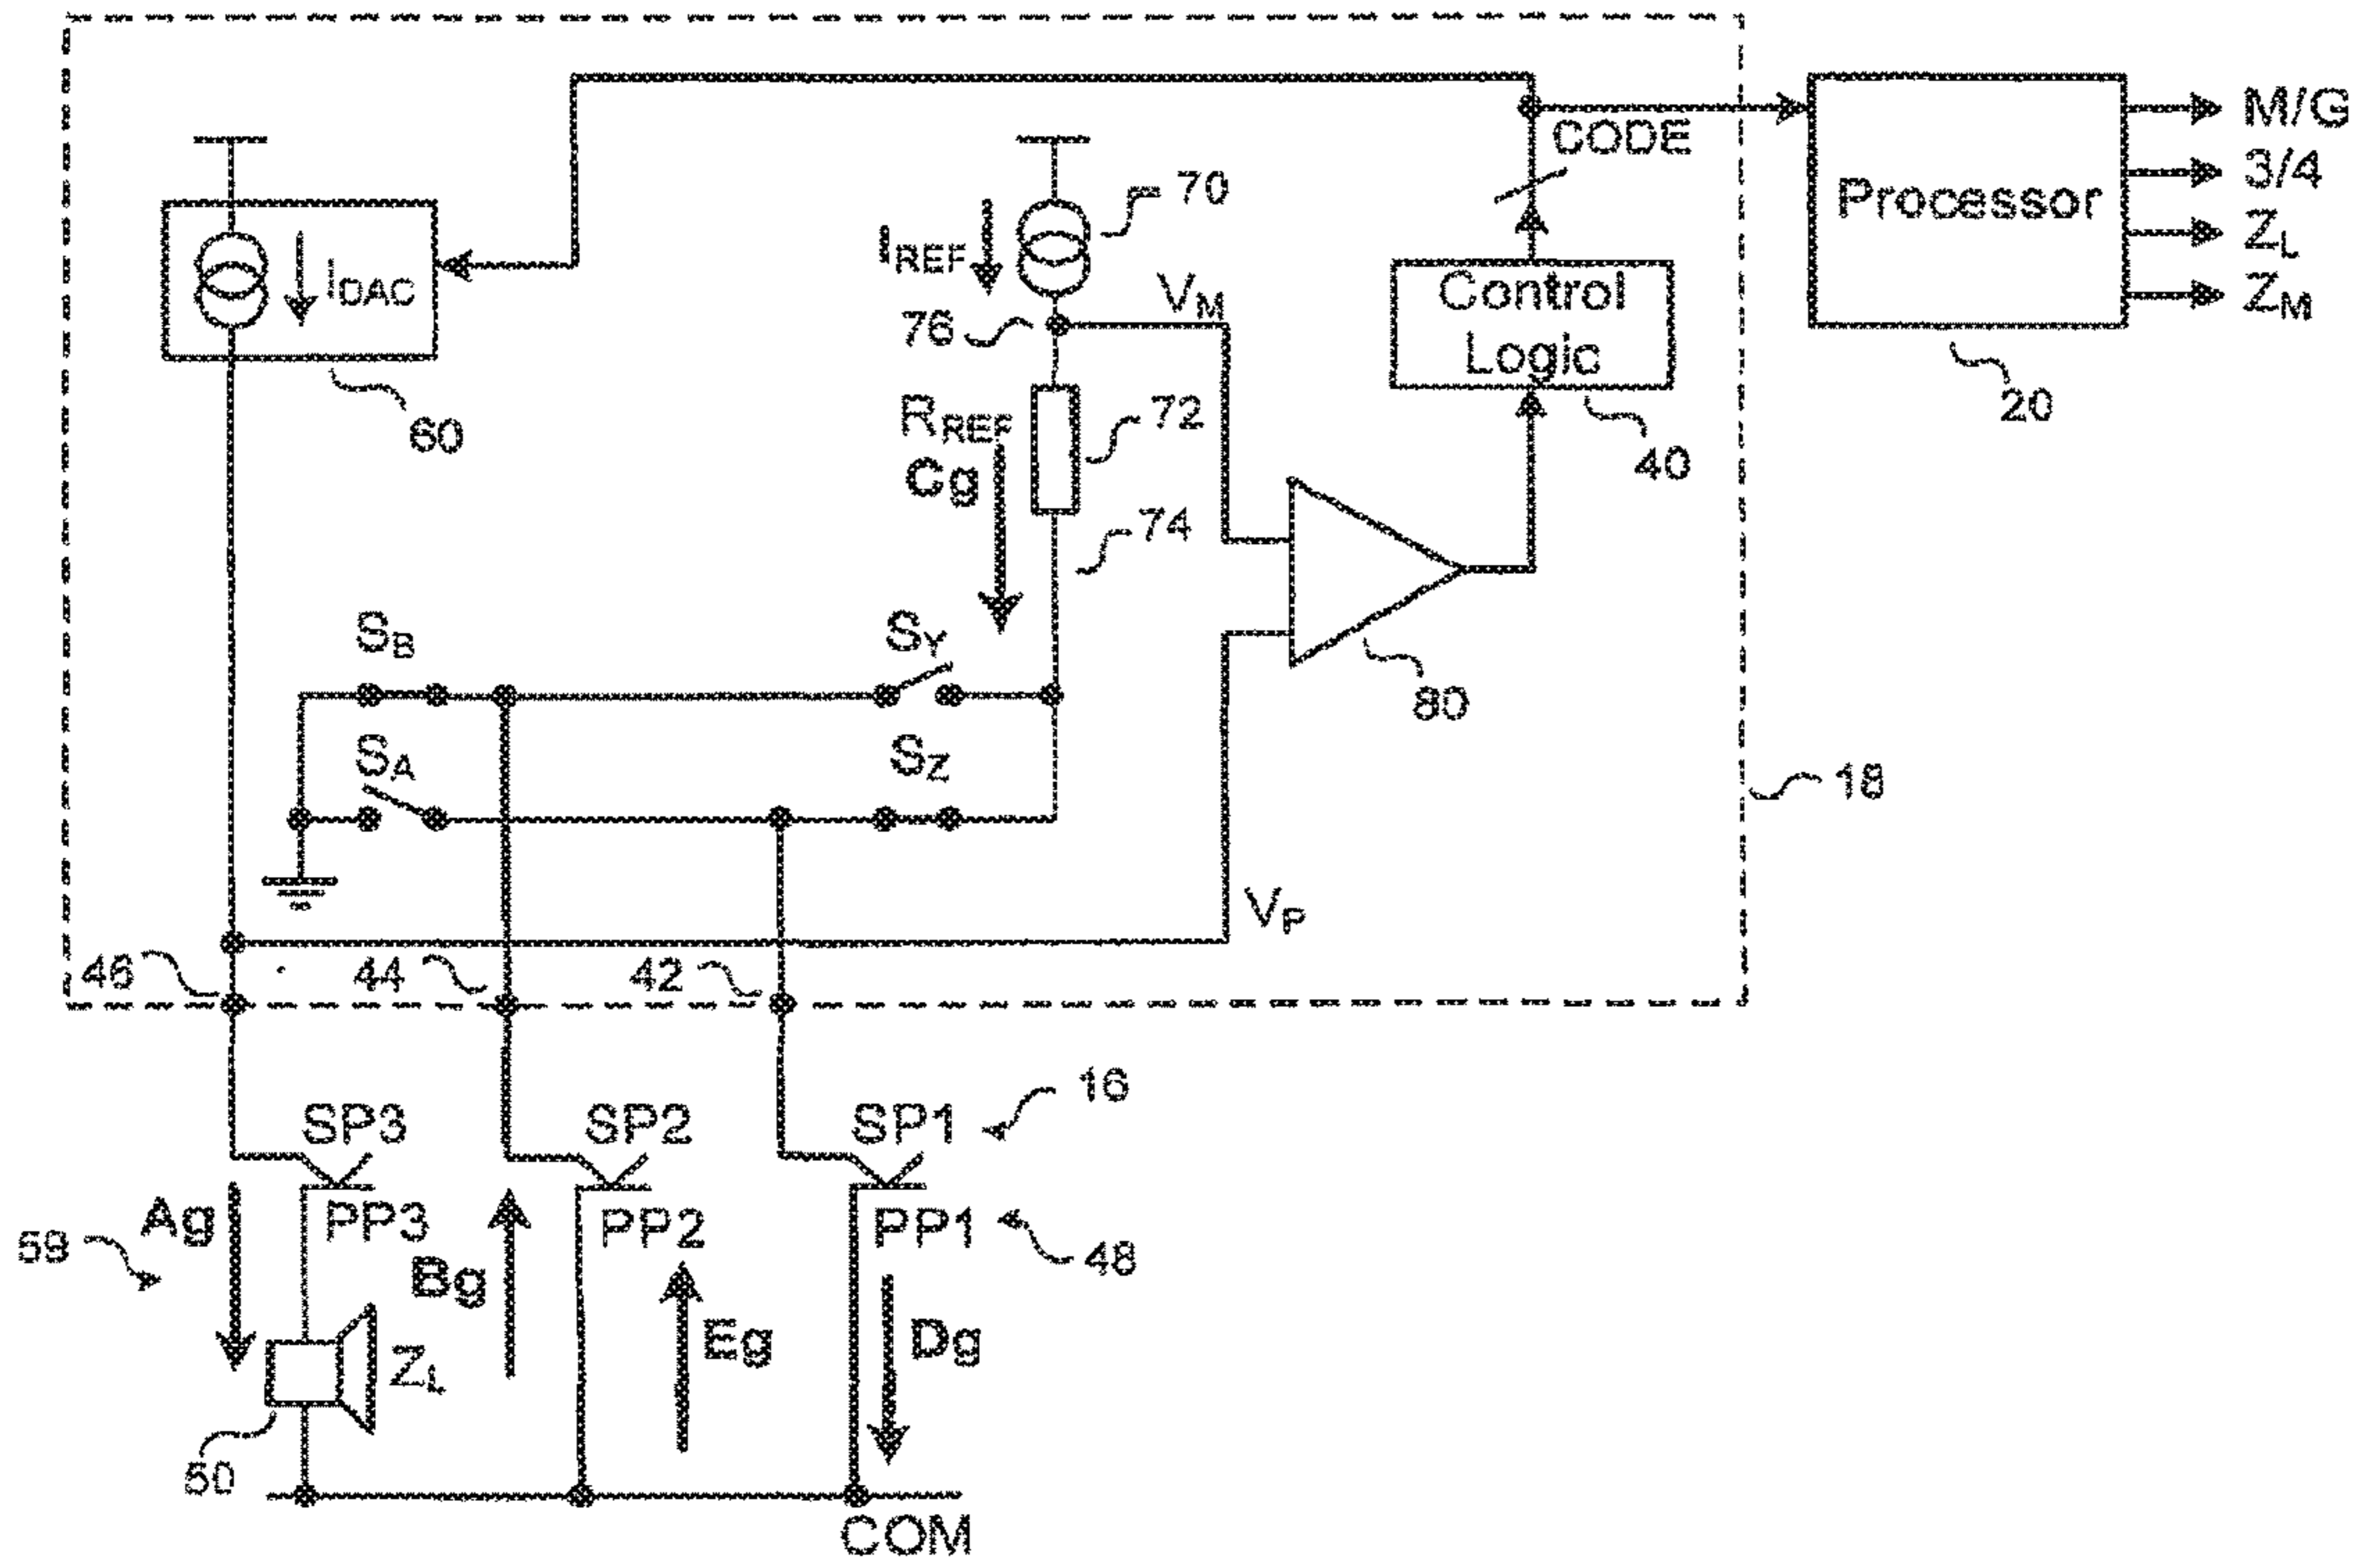 M/G
CODE
3/4
70
Processor
Z_L
I_REF
I_DAC
Control
Z_M
V_M
76
Logic
60
R_REF
72
20
40
Cg
74
S_B
S_Y
80
S_A
S_Z
18
V_P
46
44
42
16
SP3
SP2
SP1
Ag
PP3
PP2
PP1
59
48
Bg
Eg
Dg
Z_L
50
COM